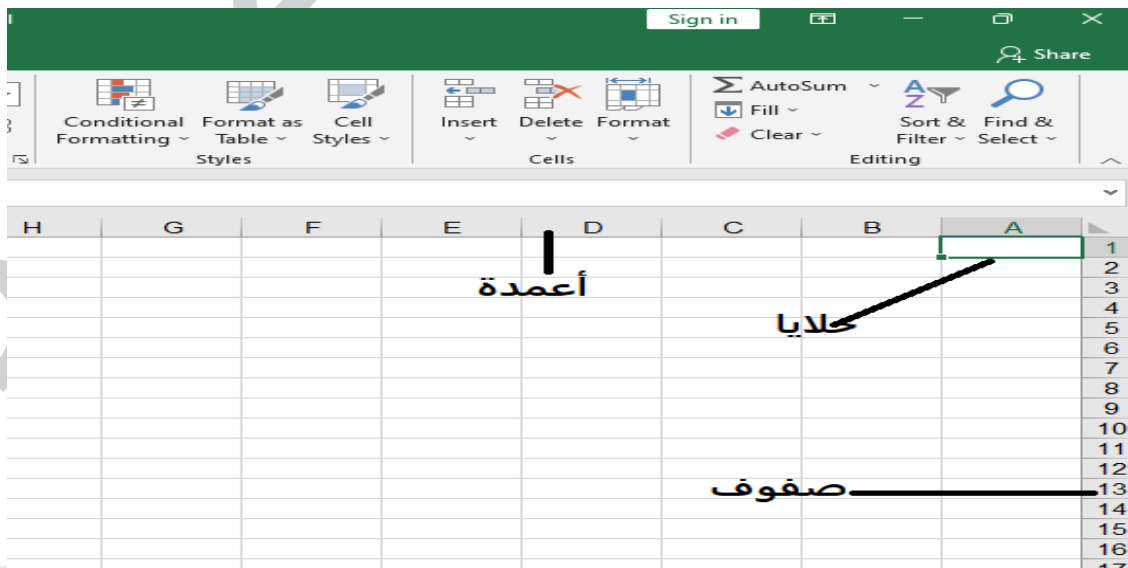 Sign in
Share
Conditional Formatting
Format as Table
Cell Styles
Insert
Delete
Format
AutoSum
Fill
Clear
Sort & Filter
Find & Select
Styles
Cells
Editing
H G F E D C B A
1
2
أعمدة
3
4
خلايا
5
6
7
8
9
10
11
12
صفوف
13
14
15
16
17